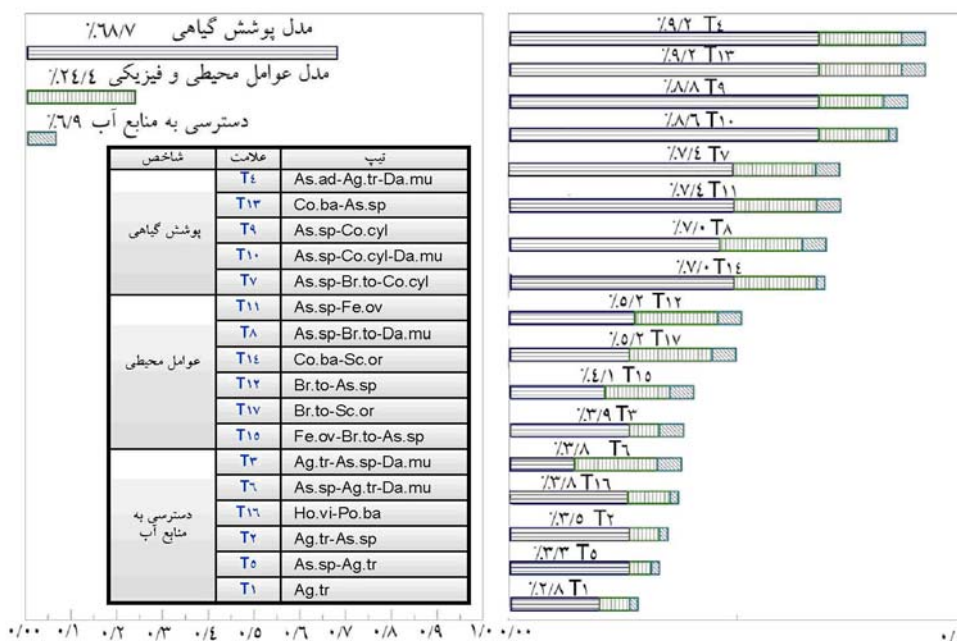 مدل پوشش گیاهی ٪٦٨/٧
مدل عوامل محیطی و فیزیکی ٪٢٤/٤
دسترسی به منابع آب ٪٦/٩
شاخص علامت تیپ
پوشش گیاهی
T٤ As.ad-Ag.tr-Da.mu
T١٣ Co.ba-As.sp
T٩ As.sp-Co.cyl
T١٠ As.sp-Co.cyl-Da.mu
T٧ As.sp-Br.to-Co.cyl
عوامل محیطی
T١١ As.sp-Fe.ov
T٨ As.sp-Br.to-Da.mu
T١٤ Co.ba-Sc.or
T١٢ Br.to-As.sp
T١٧ Br.to-Sc.or
T١٥ Fe.ov-Br.to-As.sp
دسترسی به
منابع آب
T٣ Ag.tr-As.sp-Da.mu
T٦ As.sp-Ag.tr-Da.mu
T١٦ Ho.vi-Po.ba
T٢ Ag.tr-As.sp
T٥ As.sp-Ag.tr
T١ Ag.tr
٠/٠٠ ٠/١ ٠/٢ ٠/٣ ٠/٤ ٠/٥ ٠/٦ ٠/٧ ٠/٨ ٠/٩ ١/٠
٪٩/٢ T٤
٪٩/٢ T١٣
٪٨/٨ T٩
٪٨/٦ T١٠
٪٧/٤ T٧
٪٧/٤ T١١
٪٧/٠ T٨
٪٧/٠ T١٤
٪٥/٢ T١٢
٪٥/٢ T١٧
٪٤/١ T١٥
٪٣/٩ T٣
٪٣/٨ T٦
٪٣/٨ T١٦
٪٣/٥ T٢
٪٣/٣ T٥
٪٢/٨ T١
٠/٠٠ ٠/